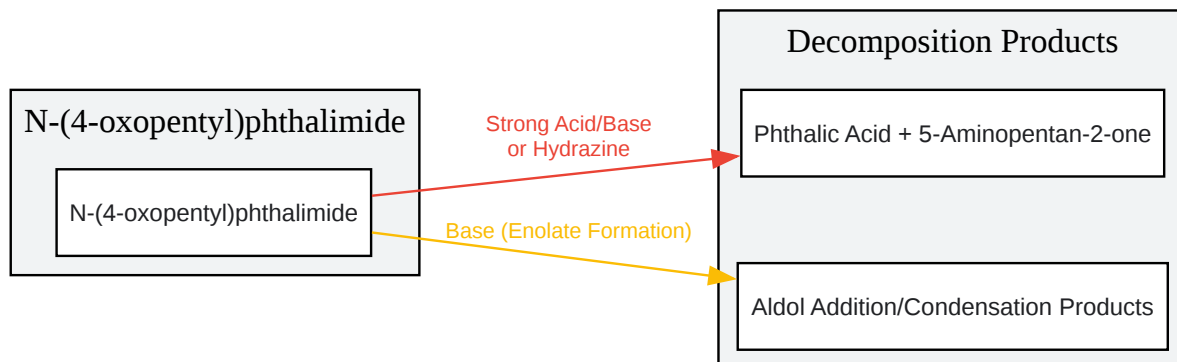 N-(4-oxopentyl)phthalimide
N-(4-oxopentyl)phthalimide
Strong Acid/Base
or Hydrazine
Base (Enolate Formation)
Decomposition Products
Phthalic Acid + 5-Aminopentan-2-one
Aldol Addition/Condensation Products